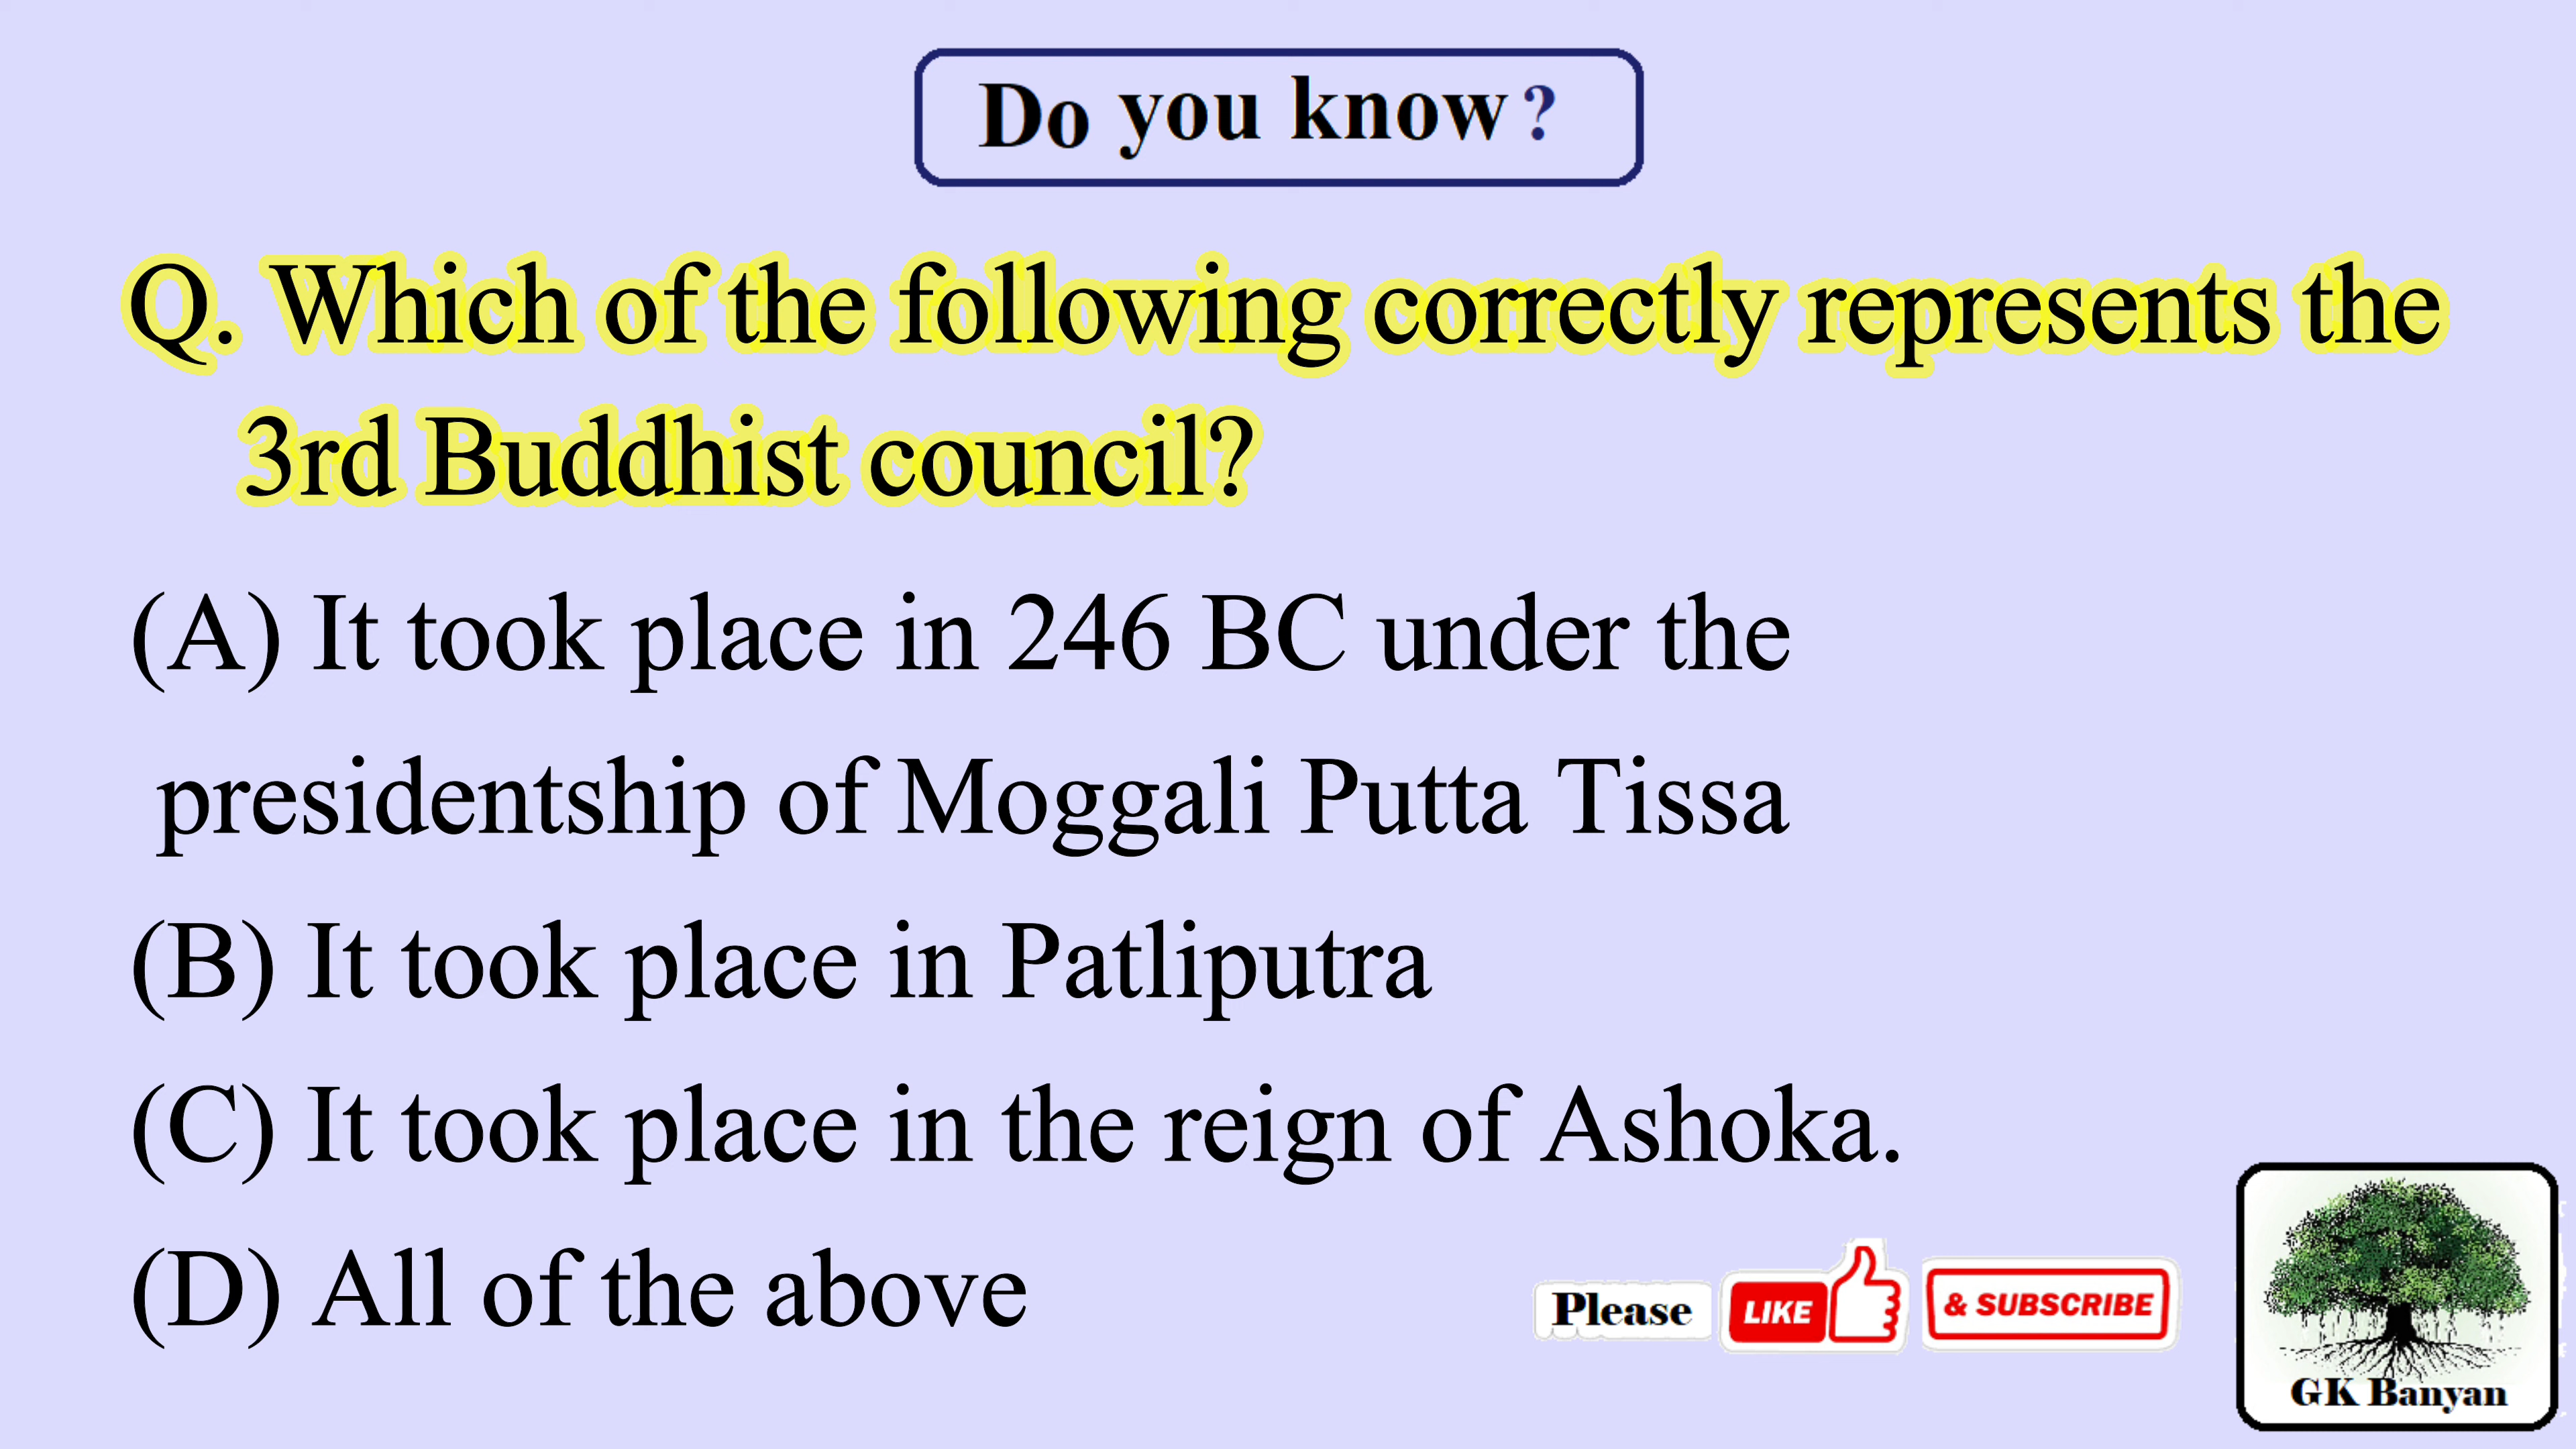 Do you know?
Q. Which of the following correctly represents the
3rd Buddhist council?
(A) It took place in 246 BC under the
presidentship of Moggali Putta Tissa
(B) It took place in Patliputra
(C) It took place in the reign of Ashoka.
(D) All of the above
Please LIKE & SUBSCRIBE
GK Banyan